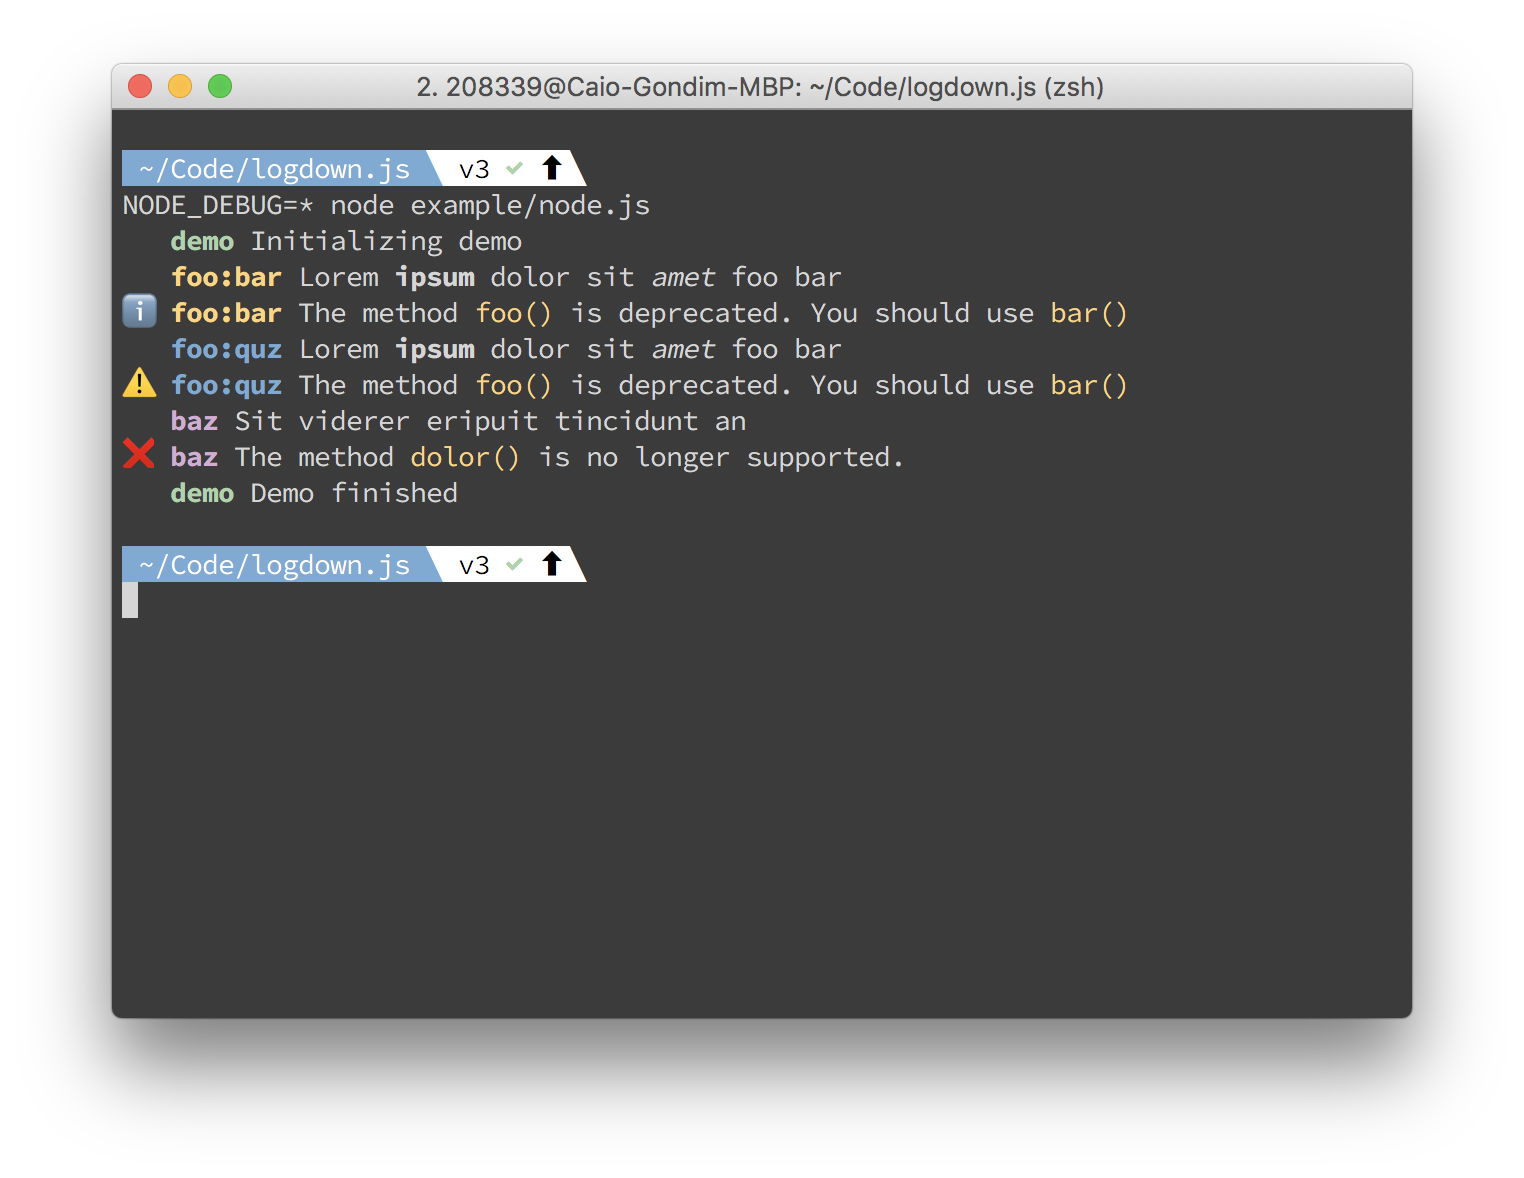 2. 208339@Caio-Gondim-MBP: ~/Code/logdown.js (zsh)
~/Code/logdown.js v3 ✔ ⬆
NODE_DEBUG=* node example/node.js
demo Initializing demo
foo:bar Lorem ipsum dolor sit amet foo bar
ℹ️ foo:bar The method foo() is deprecated. You should use bar()
foo:quz Lorem ipsum dolor sit amet foo bar
⚠️ foo:quz The method foo() is deprecated. You should use bar()
baz Sit viderer eripuit tincidunt an
❌ baz The method dolor() is no longer supported.
demo Demo finished
~/Code/logdown.js v3 ✔ ⬆